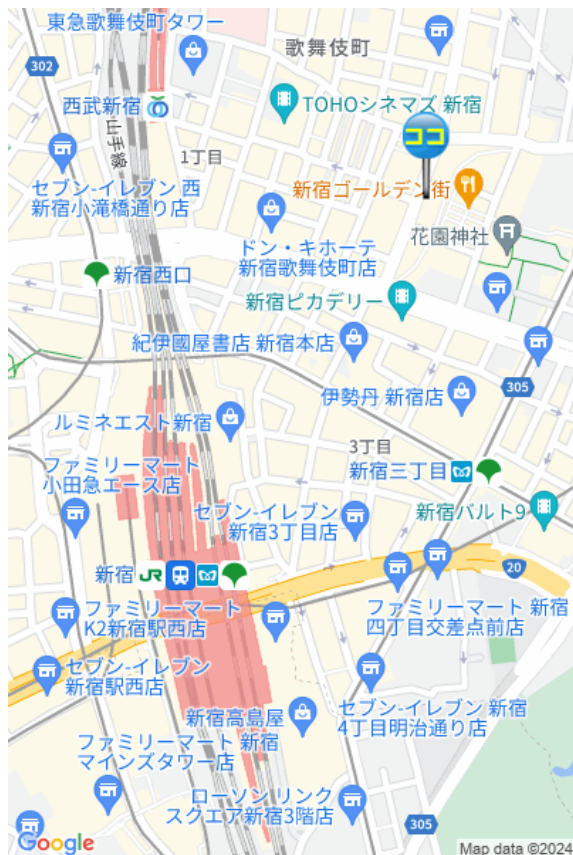 東急歌舞伎町タワー
歌舞伎町
302
西武新宿
TOHOシネマズ 新宿
山手線
ココ
1丁目
セブン-イレブン 西
新宿小滝橋通り店
新宿ゴールデン街
花園神社
ドン・キホーテ
新宿歌舞伎町店
新宿西口
新宿ピカデリー
紀伊國屋書店 新宿本店
305
伊勢丹 新宿店
ルミネエスト新宿
3丁目
新宿三丁目
ファミリーマート
小田急エース店
セブン-イレブン
新宿3丁目店
新宿バルト9
新宿
JR
20
ファミリーマート
K2新宿駅西店
ファミリーマート 新宿
四丁目交差点前店
セブン-イレブン
新宿駅西店
新宿高島屋
セブン-イレブン 新宿
4丁目明治通り店
ファミリーマート 新宿
マインズタワー店
ローソン リンク
スクエア新宿3階店
305
Google
Map data ©2024